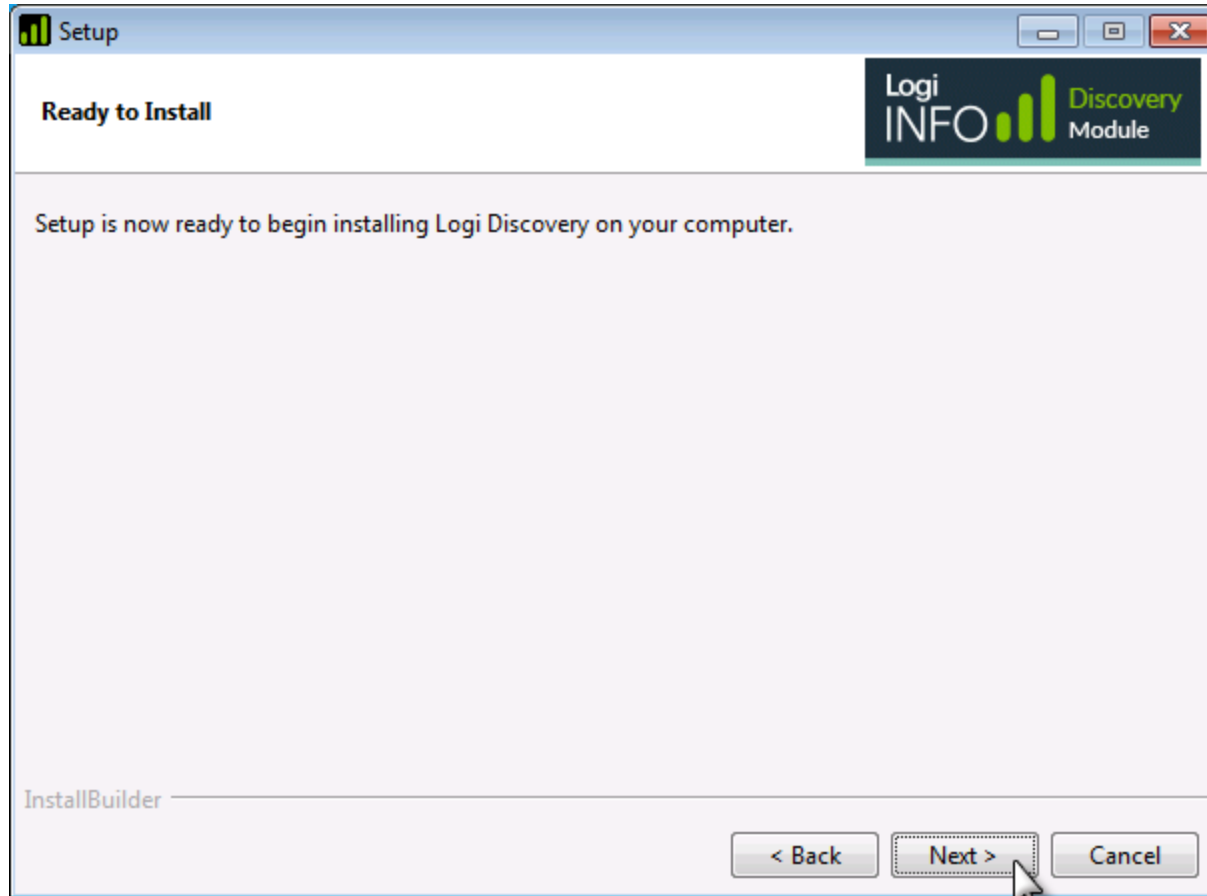 Setup
Ready to Install
Logi
INFO
Discovery
Module
Setup is now ready to begin installing Logi Discovery on your computer.
InstallBuilder
< Back
Next >
Cancel